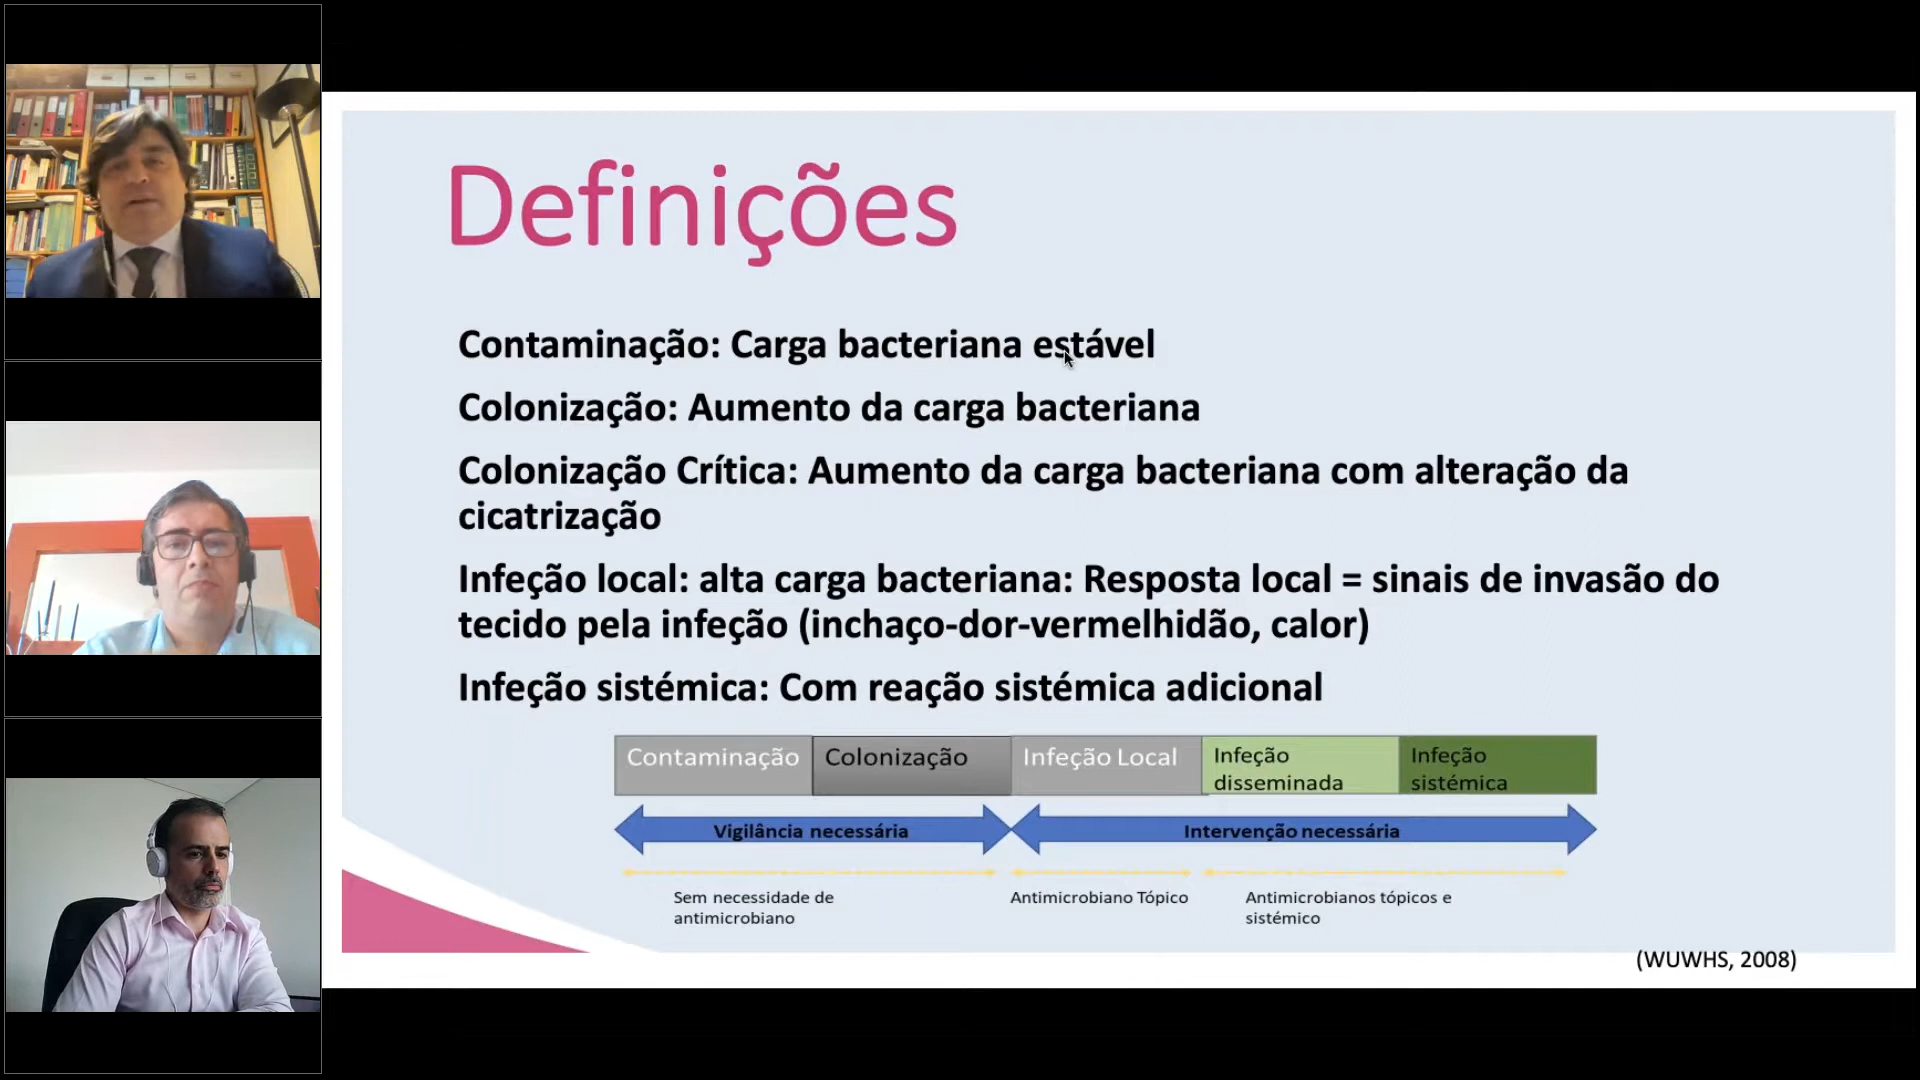 Definições
Contaminação: Carga bacteriana estável
Colonização: Aumento da carga bacteriana
Colonização Crítica: Aumento da carga bacteriana com alteração da
cicatrização
Infeção local: alta carga bacteriana: Resposta local = sinais de invasão do
tecido pela infeção (inchaço-dor-vermelhidão, calor)
Infeção sistémica: Com reação sistémica adicional
Contaminação
Colonização
Infeção Local
Infeção
disseminada
Infeção
sistémica
Vigilância necessária
Intervenção necessária
Sem necessidade de
antimicrobiano
Antimicrobiano Tópico
Antimicrobianos tópicos e
sistémico
(WUWHS, 2008)